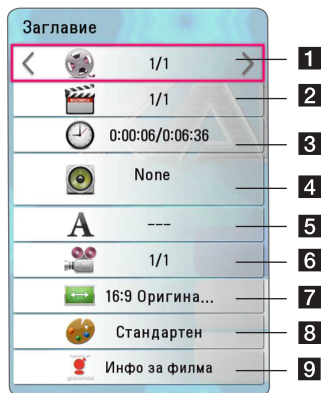 Заглавие
1/1 1
1/1 2
0:00:06/0:06:36 3
None 4
A --- 5
1/1 6
16:9 Оригина... 7
Стандартен 8
Инфо за филма 9